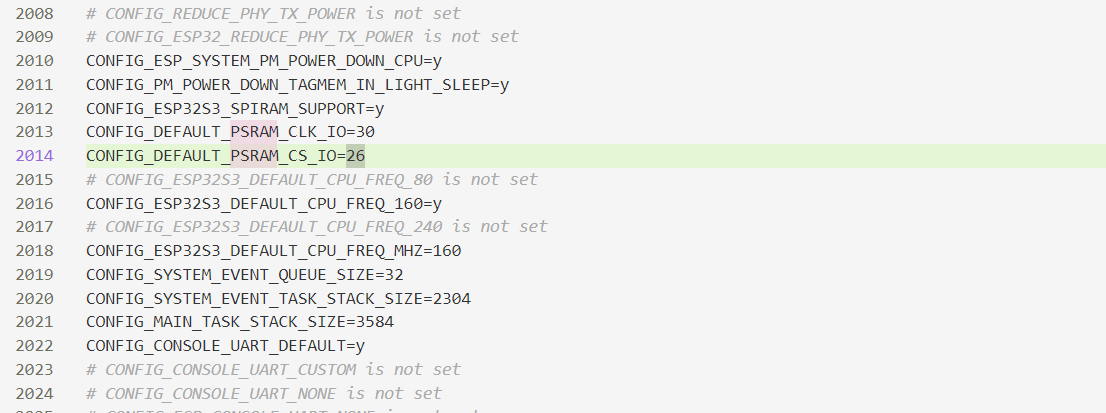 2008 # CONFIG_REDUCE_PHY_TX_POWER is not set
2009 # CONFIG_ESP32_REDUCE_PHY_TX_POWER is not set
2010 CONFIG_ESP_SYSTEM_PM_POWER_DOWN_CPU=y
2011 CONFIG_PM_POWER_DOWN_TAGMEM_IN_LIGHT_SLEEP=y
2012 CONFIG_ESP32S3_SPIRAM_SUPPORT=y
2013 CONFIG_DEFAULT_PSRAM_CLK_IO=30
2014 CONFIG_DEFAULT_PSRAM_CS_IO=26
2015 # CONFIG_ESP32S3_DEFAULT_CPU_FREQ_80 is not set
2016 CONFIG_ESP32S3_DEFAULT_CPU_FREQ_160=y
2017 # CONFIG_ESP32S3_DEFAULT_CPU_FREQ_240 is not set
2018 CONFIG_ESP32S3_DEFAULT_CPU_FREQ_MHZ=160
2019 CONFIG_SYSTEM_EVENT_QUEUE_SIZE=32
2020 CONFIG_SYSTEM_EVENT_TASK_STACK_SIZE=2304
2021 CONFIG_MAIN_TASK_STACK_SIZE=3584
2022 CONFIG_CONSOLE_UART_DEFAULT=y
2023 # CONFIG_CONSOLE_UART_CUSTOM is not set
2024 # CONFIG_CONSOLE_UART_NONE is not set